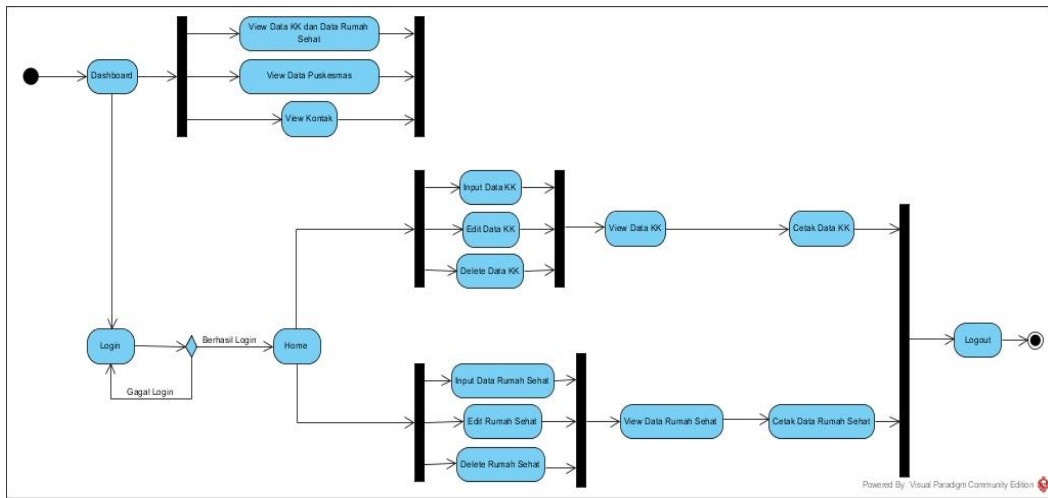 View Data KK dan Data Rumah
Sehat
Dashboard
View Data Puskesmas
View Kontak
Input Data KK
Edit Data KK
View Data KK
Cetak Data KK
Delete Data KK
Login
Berhasil Login
Home
Logout
Gagal Login
Input Data Rumah Sehat
Edit Rumah Sehat
View Data Rumah Sehat
Cetak Data Rumah Sehat
Delete Rumah Sehat
Powered By Visual Paradigm Community Edition